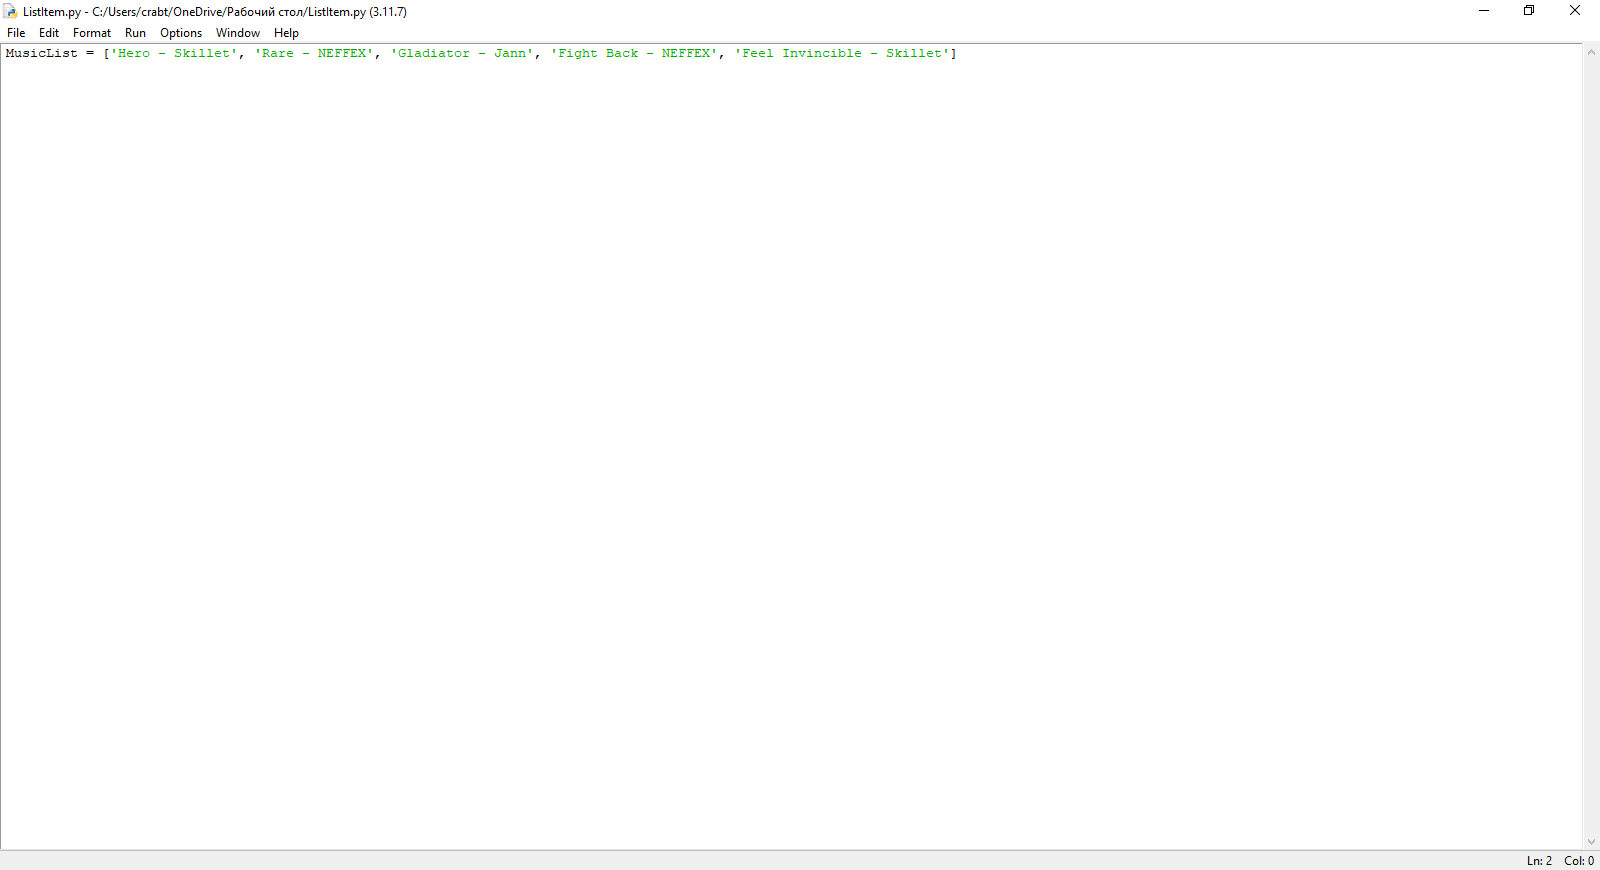 ListItem.py - C:/Users/crabt/OneDrive/Рабочий стол/ListItem.py (3.11.7)
File Edit Format Run Options Window Help
MusicList = ['Hero - Skillet', 'Rare - NEFFEX', 'Gladiator - Jann', 'Fight Back - NEFFEX', 'Feel Invincible - Skillet']
Ln: 2 Col: 0